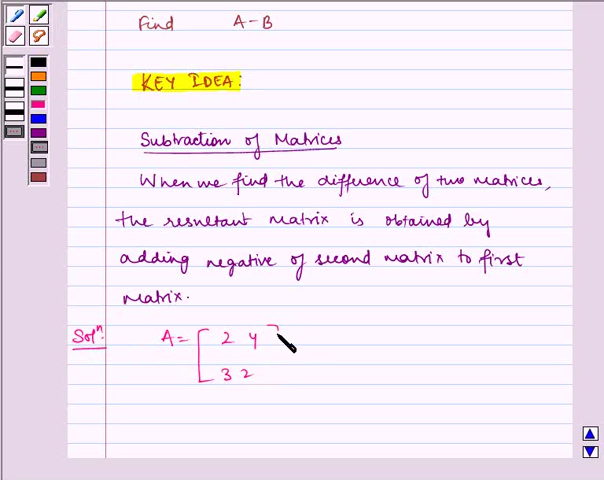 Find A - B
KEY IDEA:
Subtraction of Matrices
When we find the difference of two matrices,
the resultant matrix is obtained by
adding negative of second matrix to first
matrix.
Solⁿ: A = [ 2 4
3 2